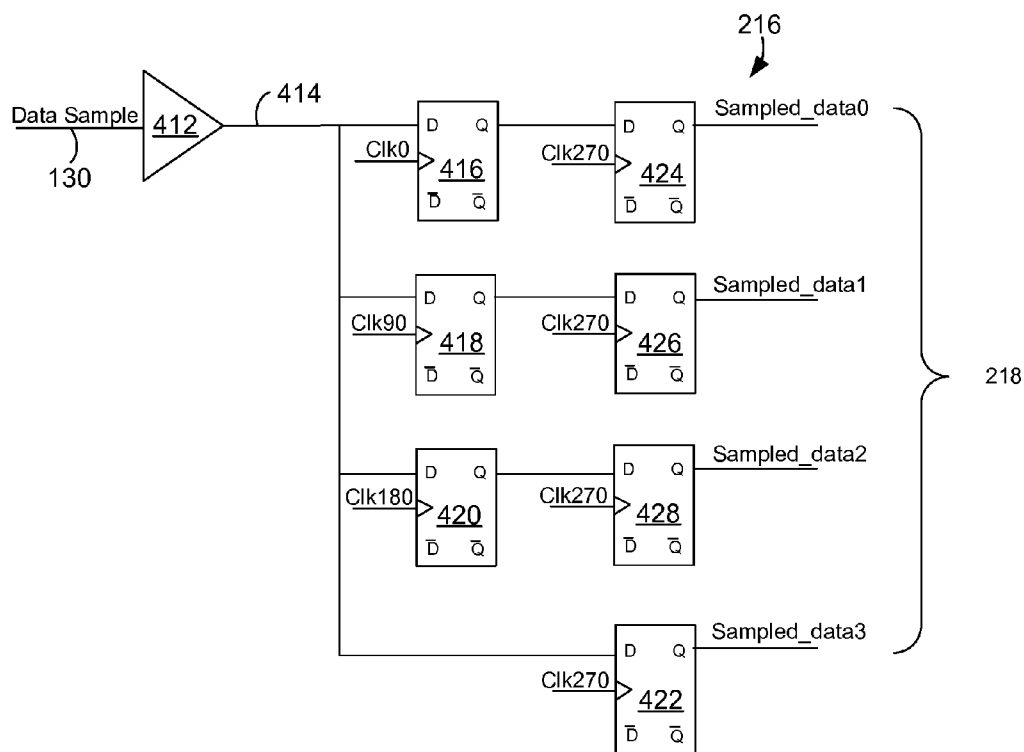 216
Data Sample
412
414
130
D Q
Clk0
416
D̅ Q̅
D Q
Clk270
424
D̅ Q̅
Sampled_data0
D Q
Clk90
418
D̅ Q̅
D Q
Clk270
426
D̅ Q̅
Sampled_data1
218
D Q
Clk180
420
D̅ Q̅
D Q
Clk270
428
D̅ Q̅
Sampled_data2
D Q
Clk270
422
D̅ Q̅
Sampled_data3